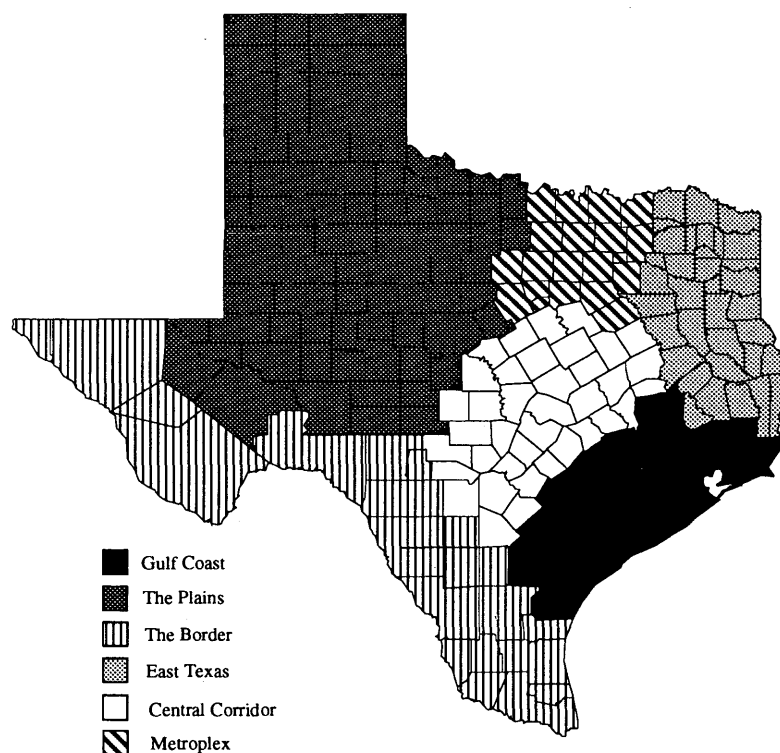 Gulf Coast
The Plains
The Border
East Texas
Central Corridor
Metroplex